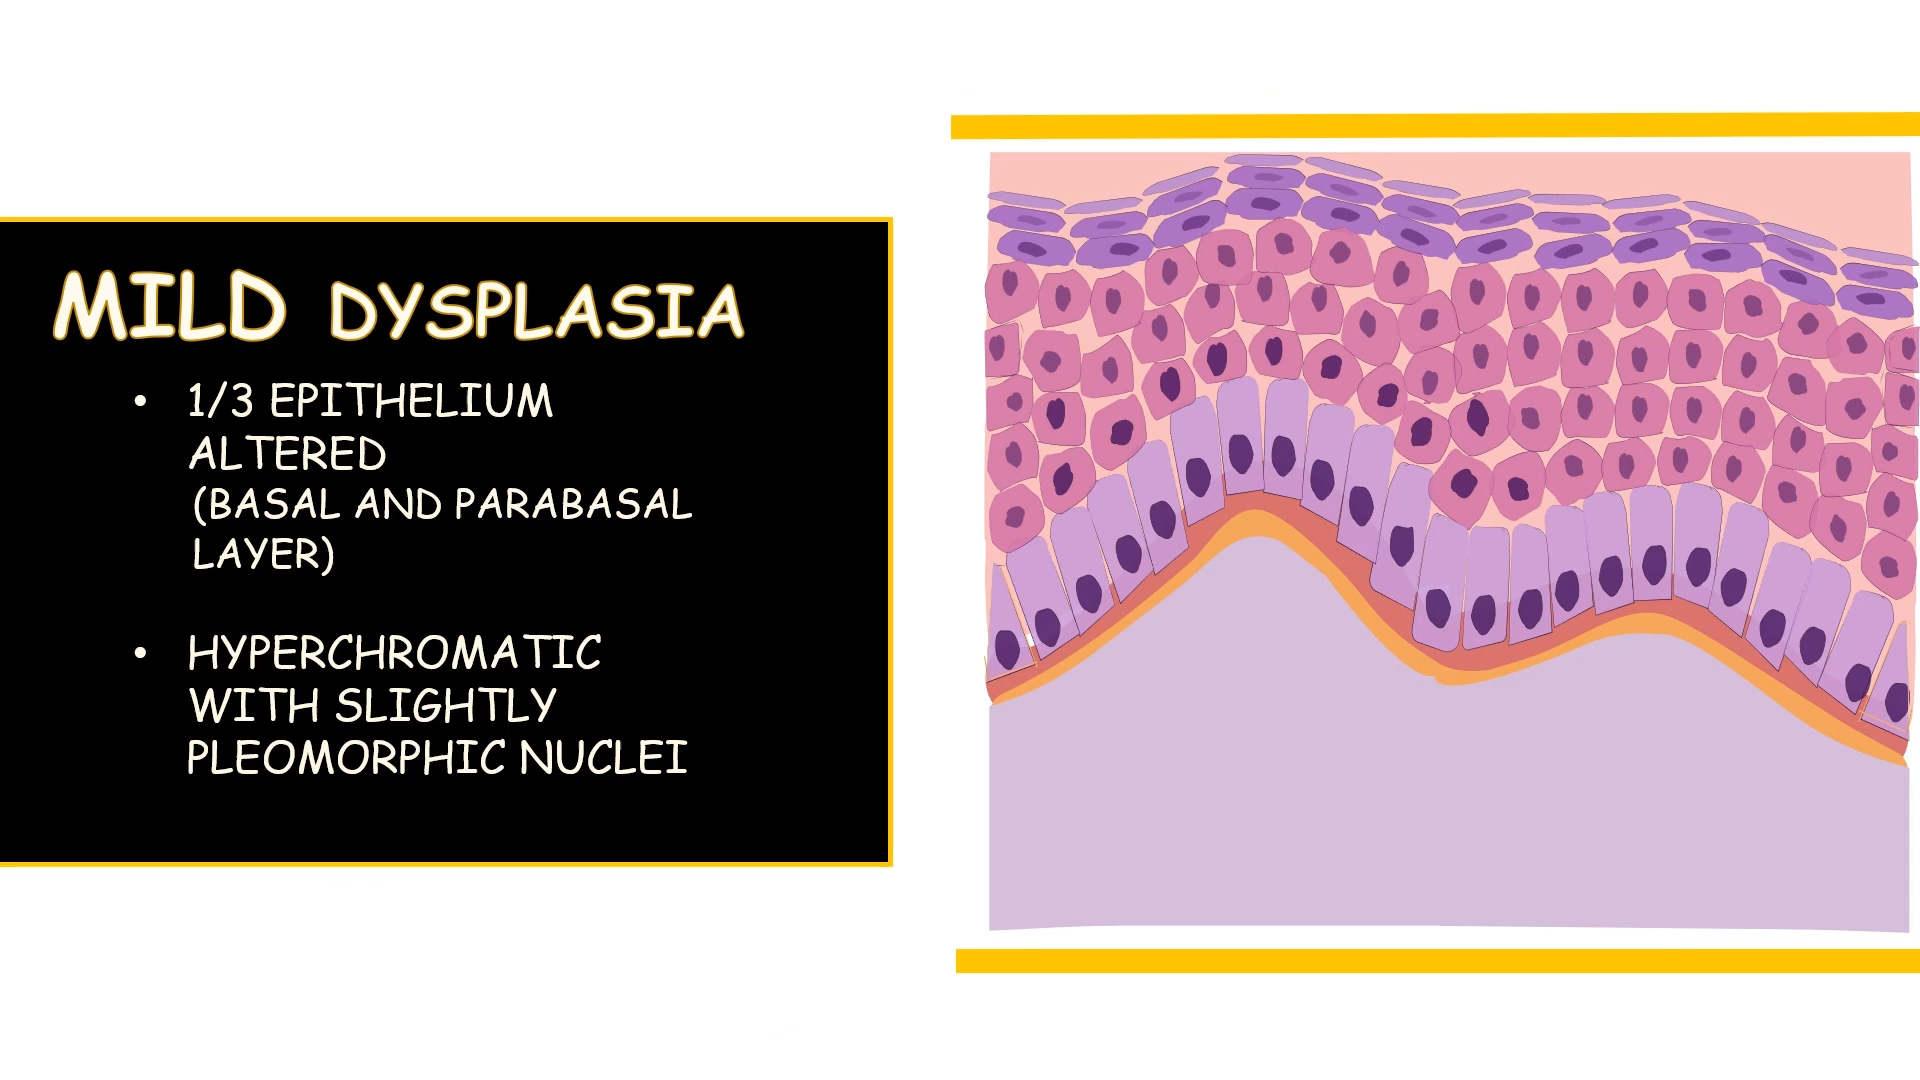 MILD DYSPLASIA
• 1/3 EPITHELIUM
ALTERED
(BASAL AND PARABASAL
LAYER)
• HYPERCHROMATIC
WITH SLIGHTLY
PLEOMORPHIC NUCLEI